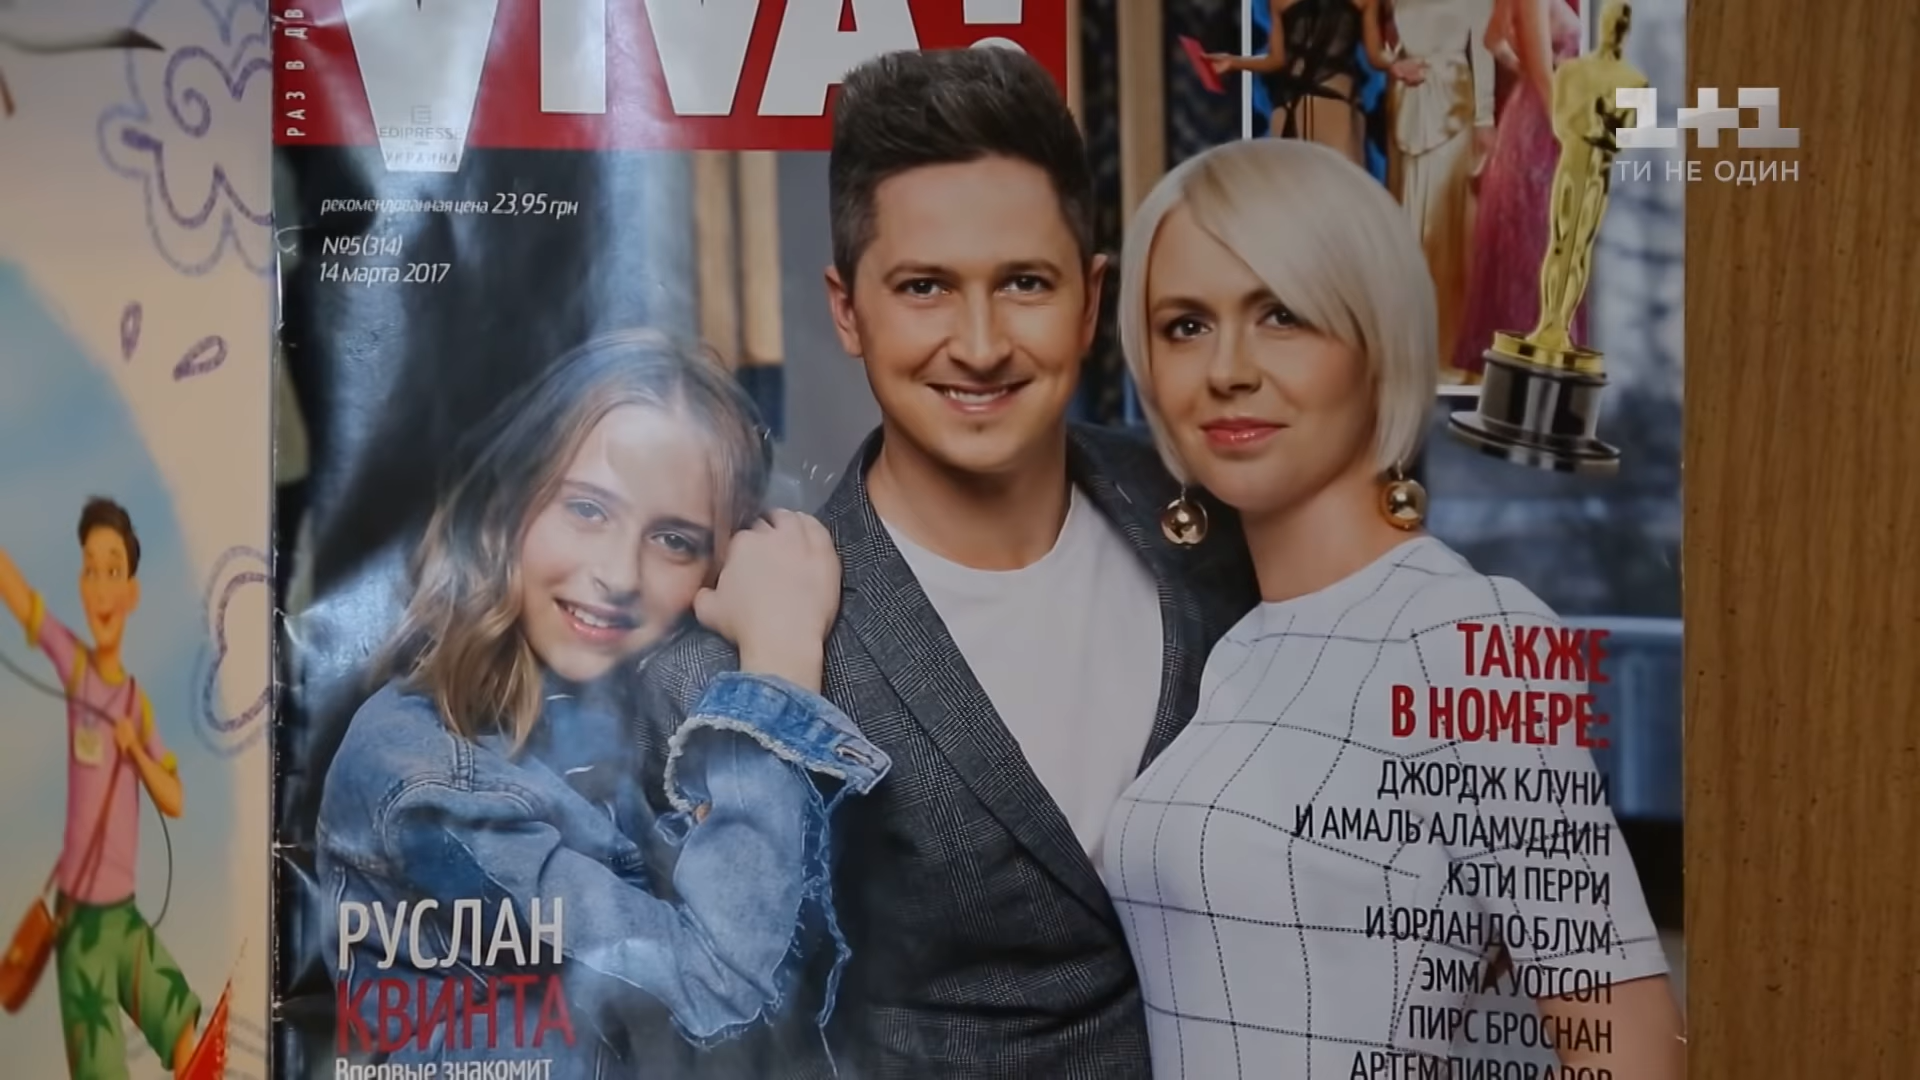 РАЗ В ДВ
VIVA!
EDIPRESSE
УКРАИНА
рекомендованная цена 23,95 грн
№5(314)
14 марта 2017
1+1
ТИ НЕ ОДИН
ТАКЖЕ
В НОМЕРЕ:
ДЖОРДЖ КЛУНИ
И АМАЛЬ АЛАМУДДИН
КЭТИ ПЕРРИ
И ОРЛАНДО БЛУМ
ЭММА УОТСОН
ПИРС БРОСНАН
АРТЕМ ПИВОВАРОВ
РУСЛАН
КВИНТА
Впервые знакомит